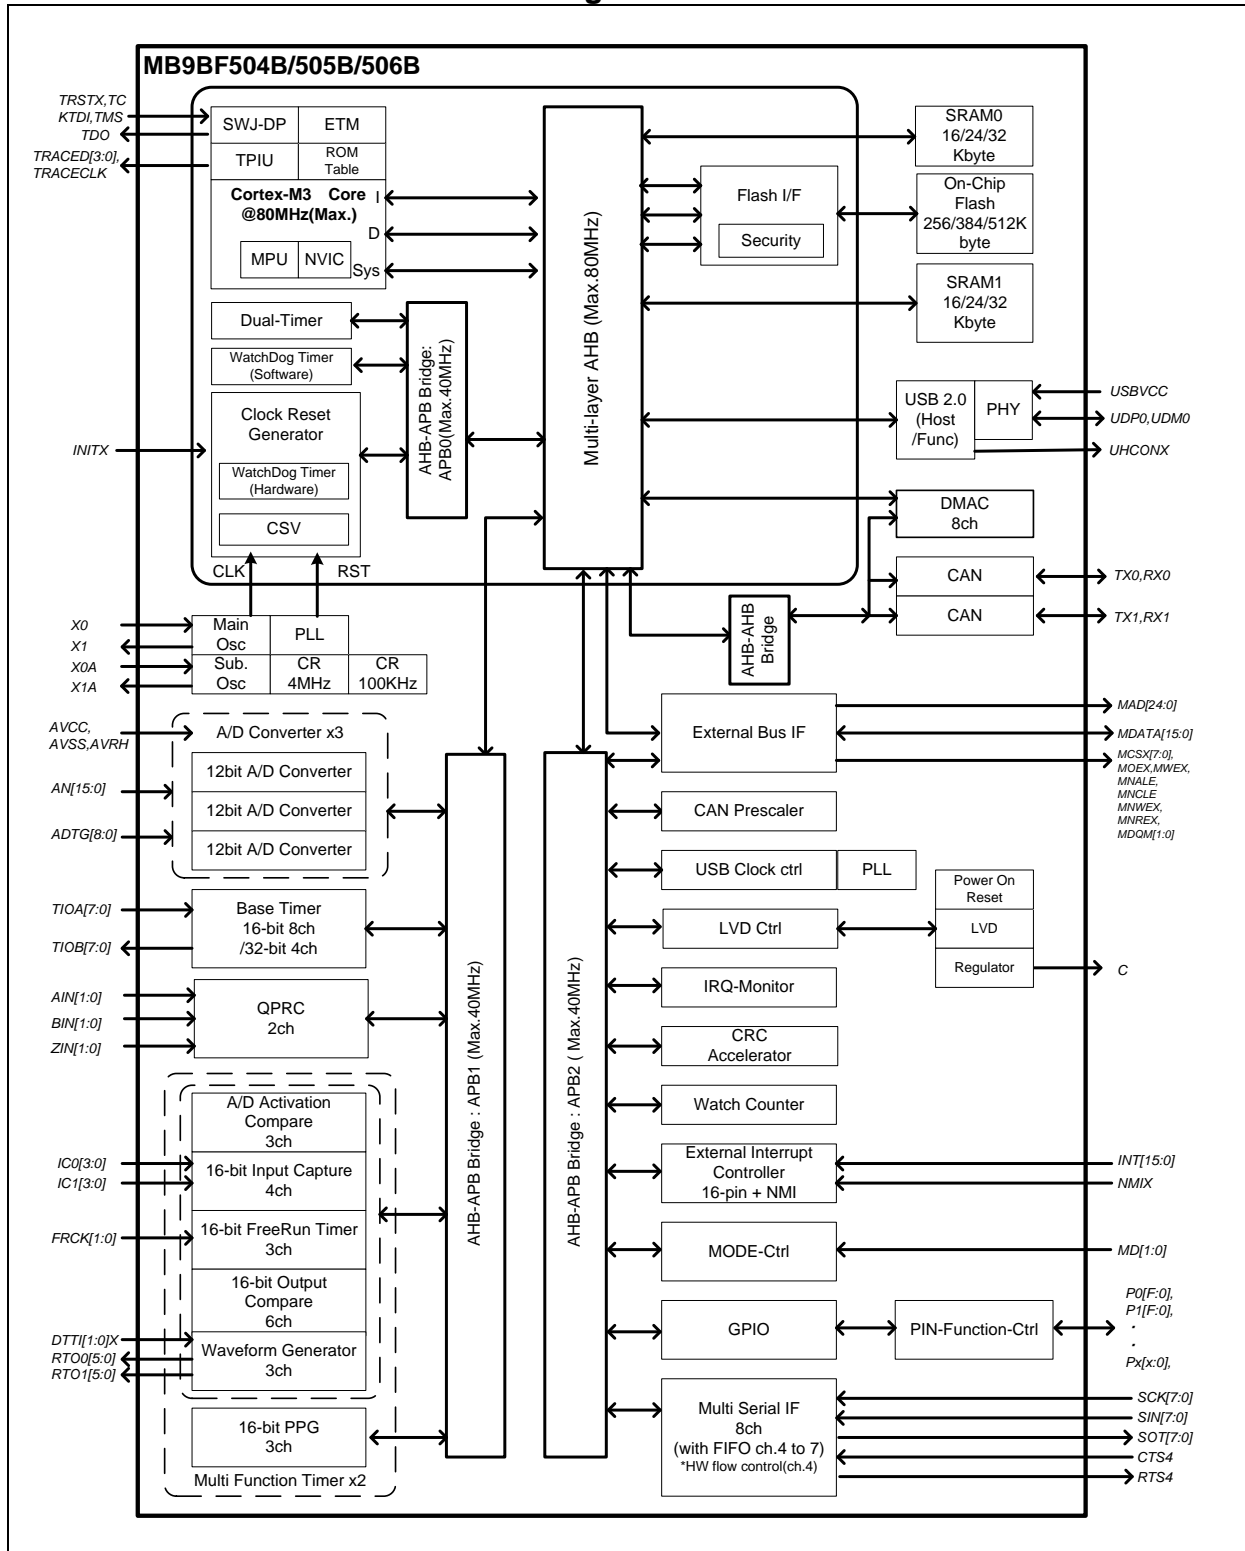 MB9BF504B/505B/506B
TRSTX,TC
KTDI,TMS
TDO
TRACED[3:0],
TRACECLK
SWJ-DP
ETM
TPIU
ROM
Table
Cortex-M3 Core
@80MHz(Max.)
I
D
Sys
MPU
NVIC
Multi-layer AHB (Max.80MHz)
Flash I/F
Security
SRAM0
16/24/32
Kbyte
On-Chip
Flash
256/384/512K
byte
SRAM1
16/24/32
Kbyte
Dual-Timer
WatchDog Timer
(Software)
Clock Reset
Generator
WatchDog Timer
(Hardware)
CSV
INITX
AHB-APB Bridge:
APB0(Max.40MHz)
USB 2.0
(Host
/Func)
PHY
USBVCC
UDP0,UDM0
UHCONX
DMAC
8ch
CLK
RST
CAN
TX0,RX0
CAN
TX1,RX1
AHB-AHB
Bridge
X0
X1
X0A
X1A
Main
Osc
PLL
Sub.
Osc
CR
4MHz
CR
100KHz
AVCC,
AVSS,AVRH
A/D Converter x3
12bit A/D Converter
12bit A/D Converter
12bit A/D Converter
AN[15:0]
ADTG[8:0]
External Bus IF
MAD[24:0]
MDATA[15:0]
MCSX[7:0],
MOEX,MWEX,
MNALE,
MNCLE
MNWEX,
MNREX,
MDQM[1:0]
CAN Prescaler
USB Clock ctrl
PLL
TIOA[7:0]
TIOB[7:0]
Base Timer
16-bit 8ch
/32-bit 4ch
LVD Ctrl
Power On
Reset
LVD
Regulator
C
AIN[1:0]
BIN[1:0]
ZIN[1:0]
QPRC
2ch
IRQ-Monitor
CRC
Accelerator
AHB-APB Bridge : APB1 (Max.40MHz)
AHB-APB Bridge : APB2 ( Max.40MHz)
A/D Activation
Compare
3ch
Watch Counter
IC0[3:0]
IC1[3:0]
16-bit Input Capture
4ch
External Interrupt
Controller
16-pin + NMI
INT[15:0]
NMIX
FRCK[1:0]
16-bit FreeRun Timer
3ch
MODE-Ctrl
MD[1:0]
16-bit Output
Compare
6ch
GPIO
PIN-Function-Ctrl
P0[F:0],
P1[F:0],
.
.
Px[x:0],
DTTI[1:0]X
RTO0[5:0]
RTO1[5:0]
Waveform Generator
3ch
16-bit PPG
3ch
Multi Function Timer x2
Multi Serial IF
8ch
(with FIFO ch.4 to 7)
*HW flow control(ch.4)
SCK[7:0]
SIN[7:0]
SOT[7:0]
CTS4
RTS4